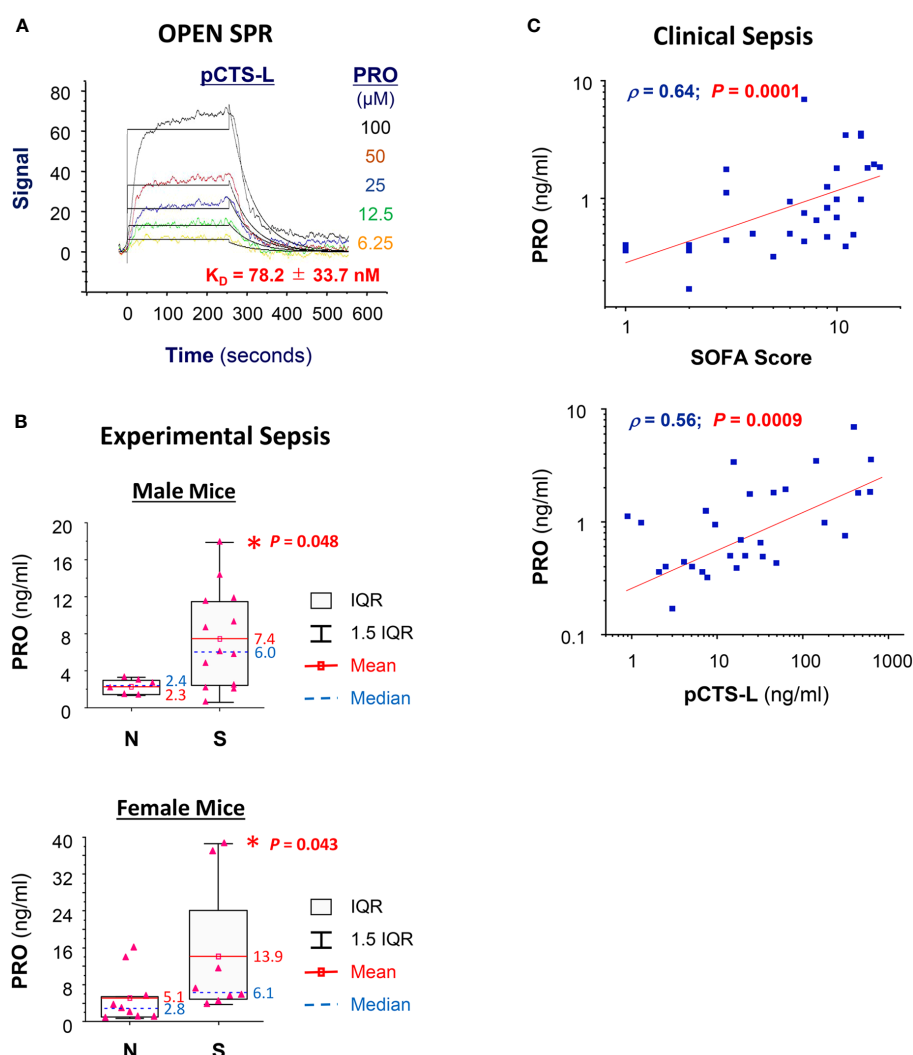 A
OPEN SPR
pCTS-L
PRO
(μM)
Signal
80
60
40
20
0
100
50
25
12.5
6.25
K_D = 78.2 ± 33.7 nM
0 100 200 300 400 500 600
Time (seconds)
B
Experimental Sepsis
Male Mice
PRO (ng/ml)
20
16
12
8
4
0
* P = 0.048
7.4
6.0
2.4
2.3
IQR
1.5 IQR
Mean
Median
N S
Female Mice
PRO (ng/ml)
40
32
24
16
8
0
* P = 0.043
13.9
6.1
5.1
2.8
IQR
1.5 IQR
Mean
Median
N S
C
Clinical Sepsis
ρ = 0.64; P = 0.0001
PRO (ng/ml)
10
1
1 10
SOFA Score
ρ = 0.56; P = 0.0009
PRO (ng/ml)
10
1
0.1
1 10 100 1000
pCTS-L (ng/ml)